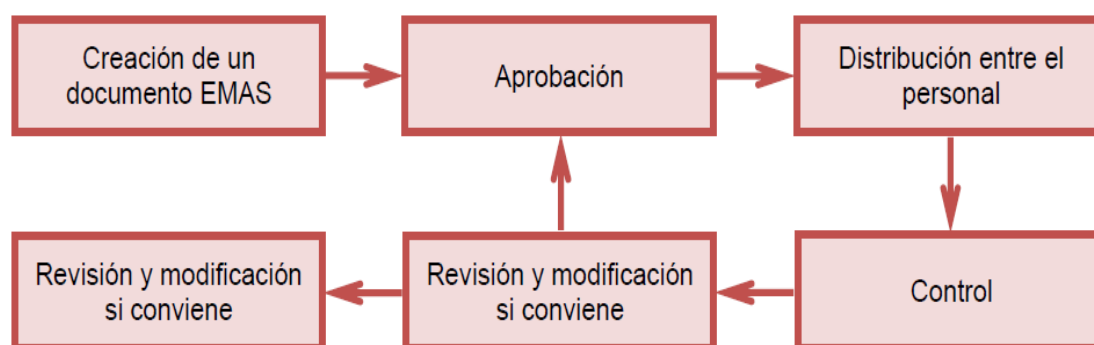 Creación de un
documento EMAS
Aprobación
Distribución entre el
personal
Revisión y modificación
si conviene
Revisión y modificación
si conviene
Control